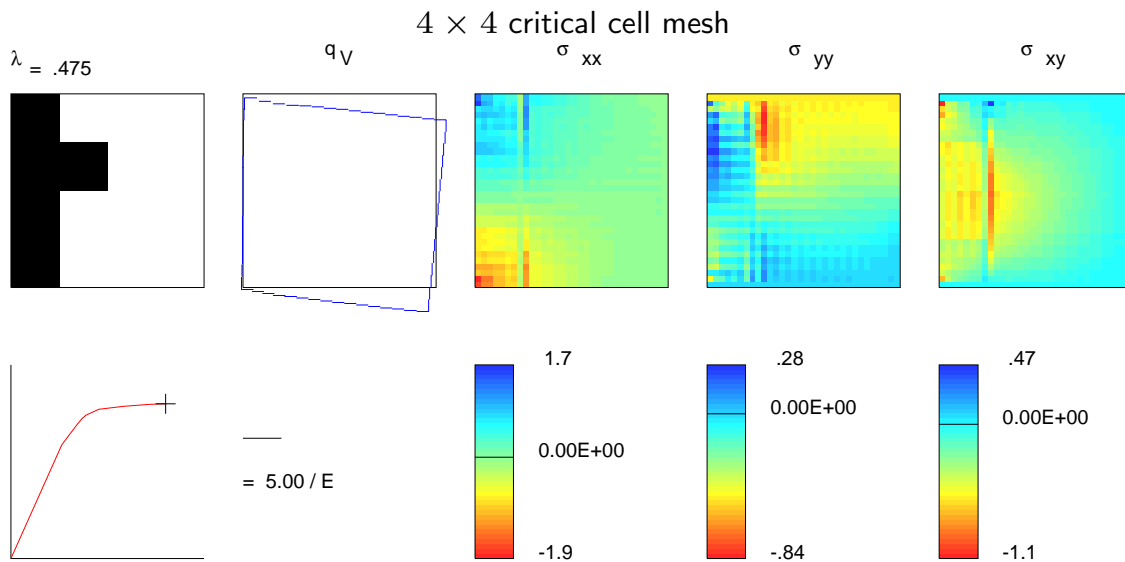 4 × 4 critical cell mesh
λ = .475
q V
σ xx
σ yy
σ xy
1.7
0.00E+00
-1.9
.28
0.00E+00
-.84
.47
0.00E+00
-1.1
= 5.00 / E